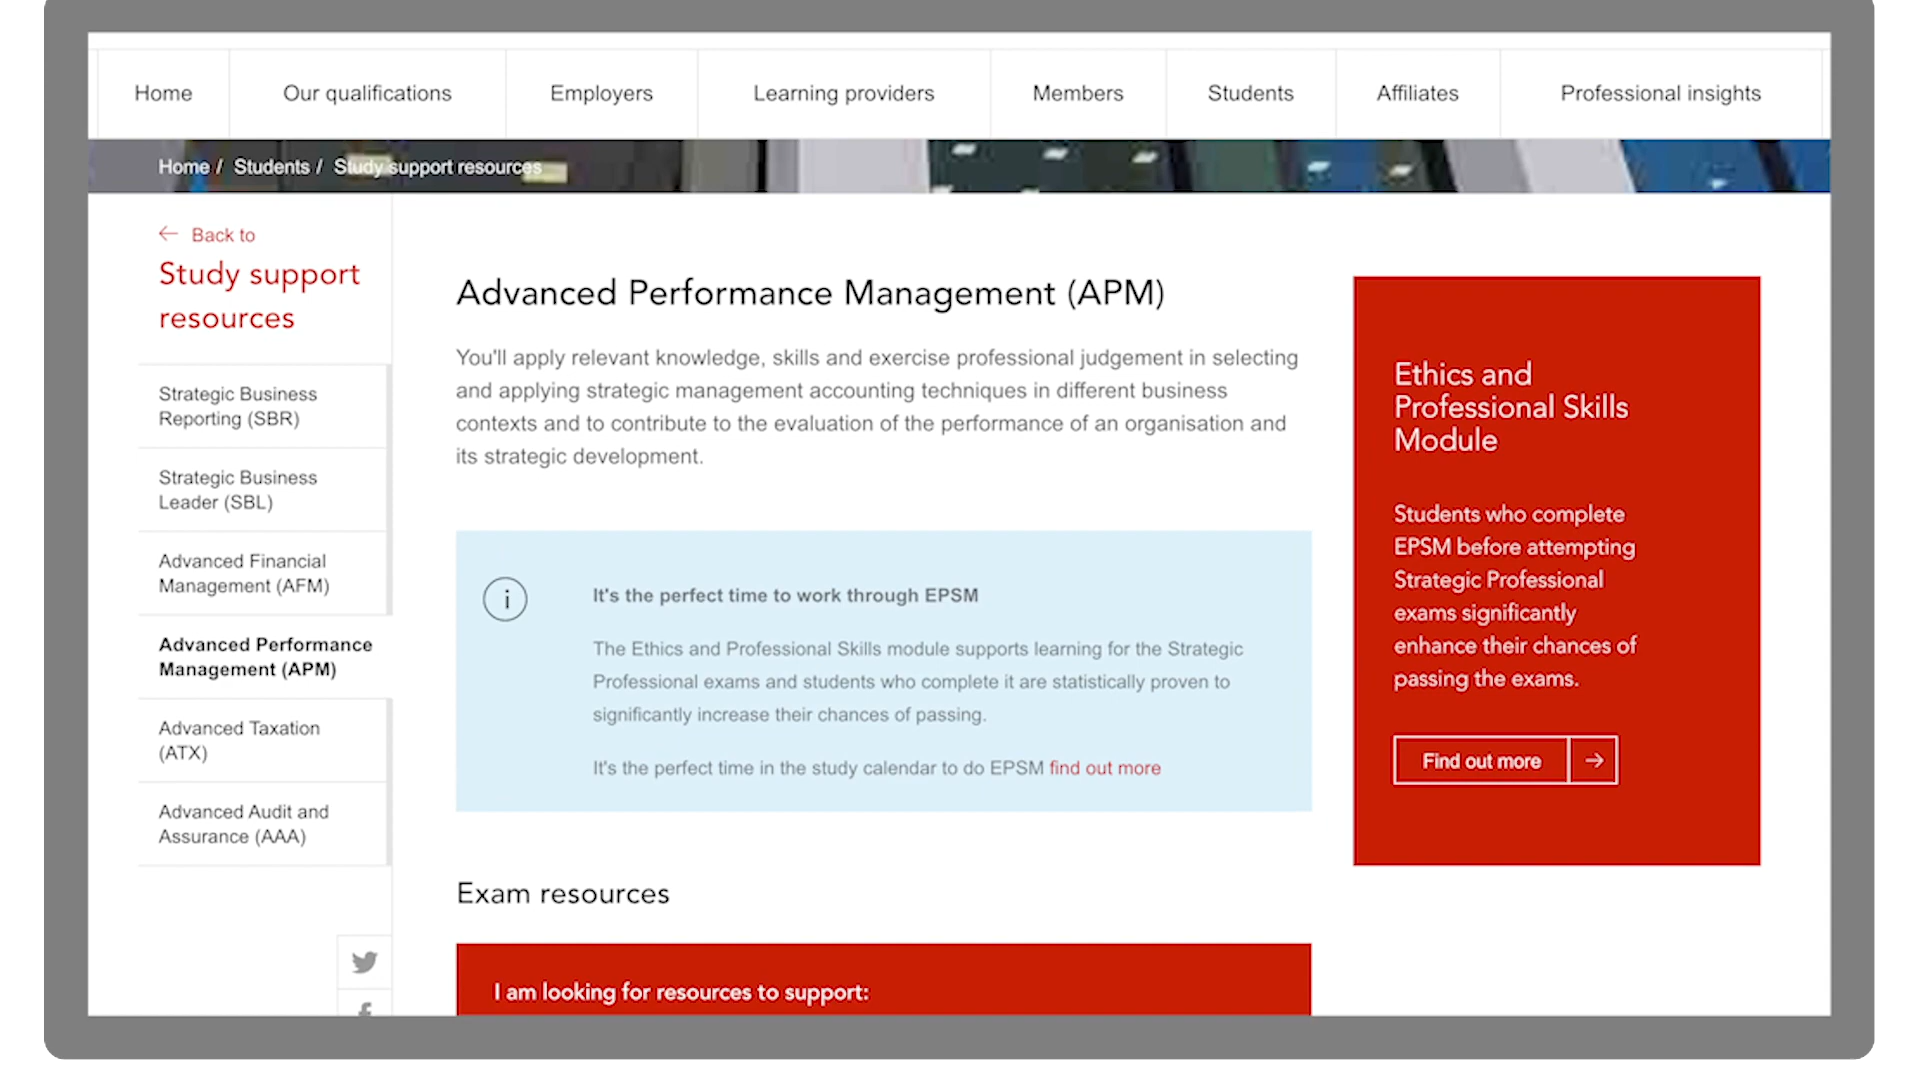 Home
Our qualifications
Employers
Learning providers
Members
Students
Affiliates
Professional insights
Home / Students / Study support resources
Back to
Study support
resources
Strategic Business
Reporting (SBR)
Strategic Business
Leader (SBL)
Advanced Financial
Management (AFM)
Advanced Performance
Management (APM)
Advanced Taxation
(ATX)
Advanced Audit and
Assurance (AAA)
Advanced Performance Management (APM)
You'll apply relevant knowledge, skills and exercise professional judgement in selecting
and applying strategic management accounting techniques in different business
contexts and to contribute to the evaluation of the performance of an organisation and
its strategic development.
It's the perfect time to work through EPSM
The Ethics and Professional Skills module supports learning for the Strategic
Professional exams and students who complete it are statistically proven to
significantly increase their chances of passing.
It's the perfect time in the study calendar to do EPSM find out more
Exam resources
I am looking for resources to support:
Ethics and
Professional Skills
Module
Students who complete
EPSM before attempting
Strategic Professional
exams significantly
enhance their chances of
passing the exams.
Find out more